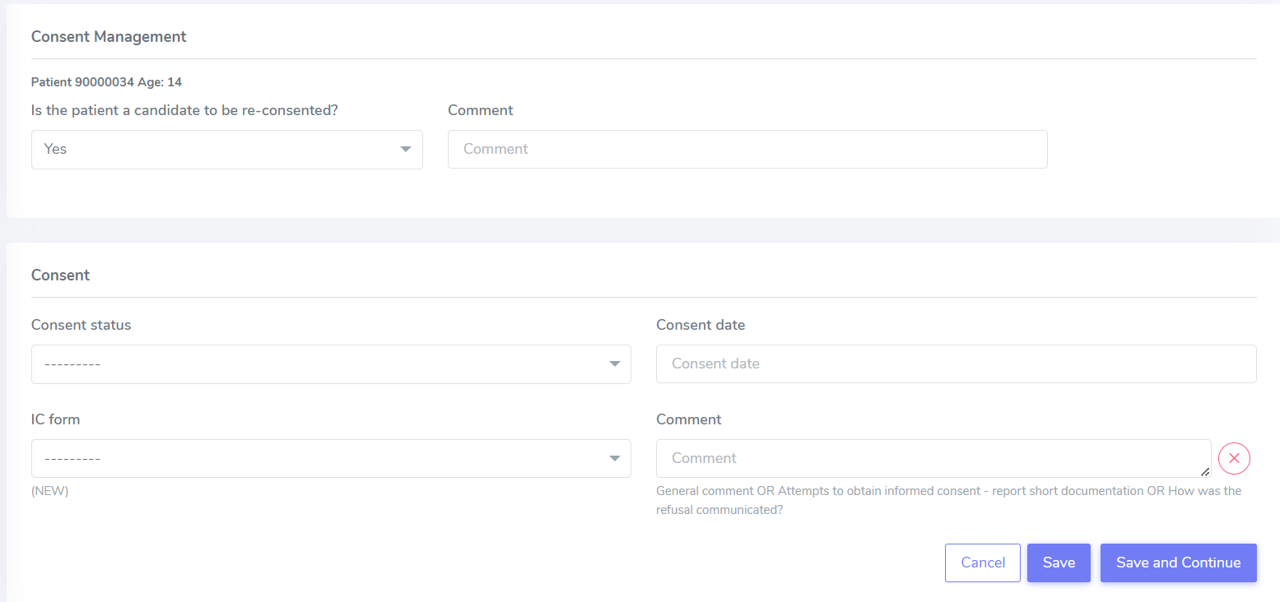 Consent Management
Patient 90000034 Age: 14
Is the patient a candidate to be re-consented?
Comment
Yes
Comment
Consent
Consent status
Consent date
---------
Consent date
IC form
Comment
---------
Comment
(NEW)
General comment OR Attempts to obtain informed consent - report short documentation OR How was the
refusal communicated?
Cancel
Save
Save and Continue